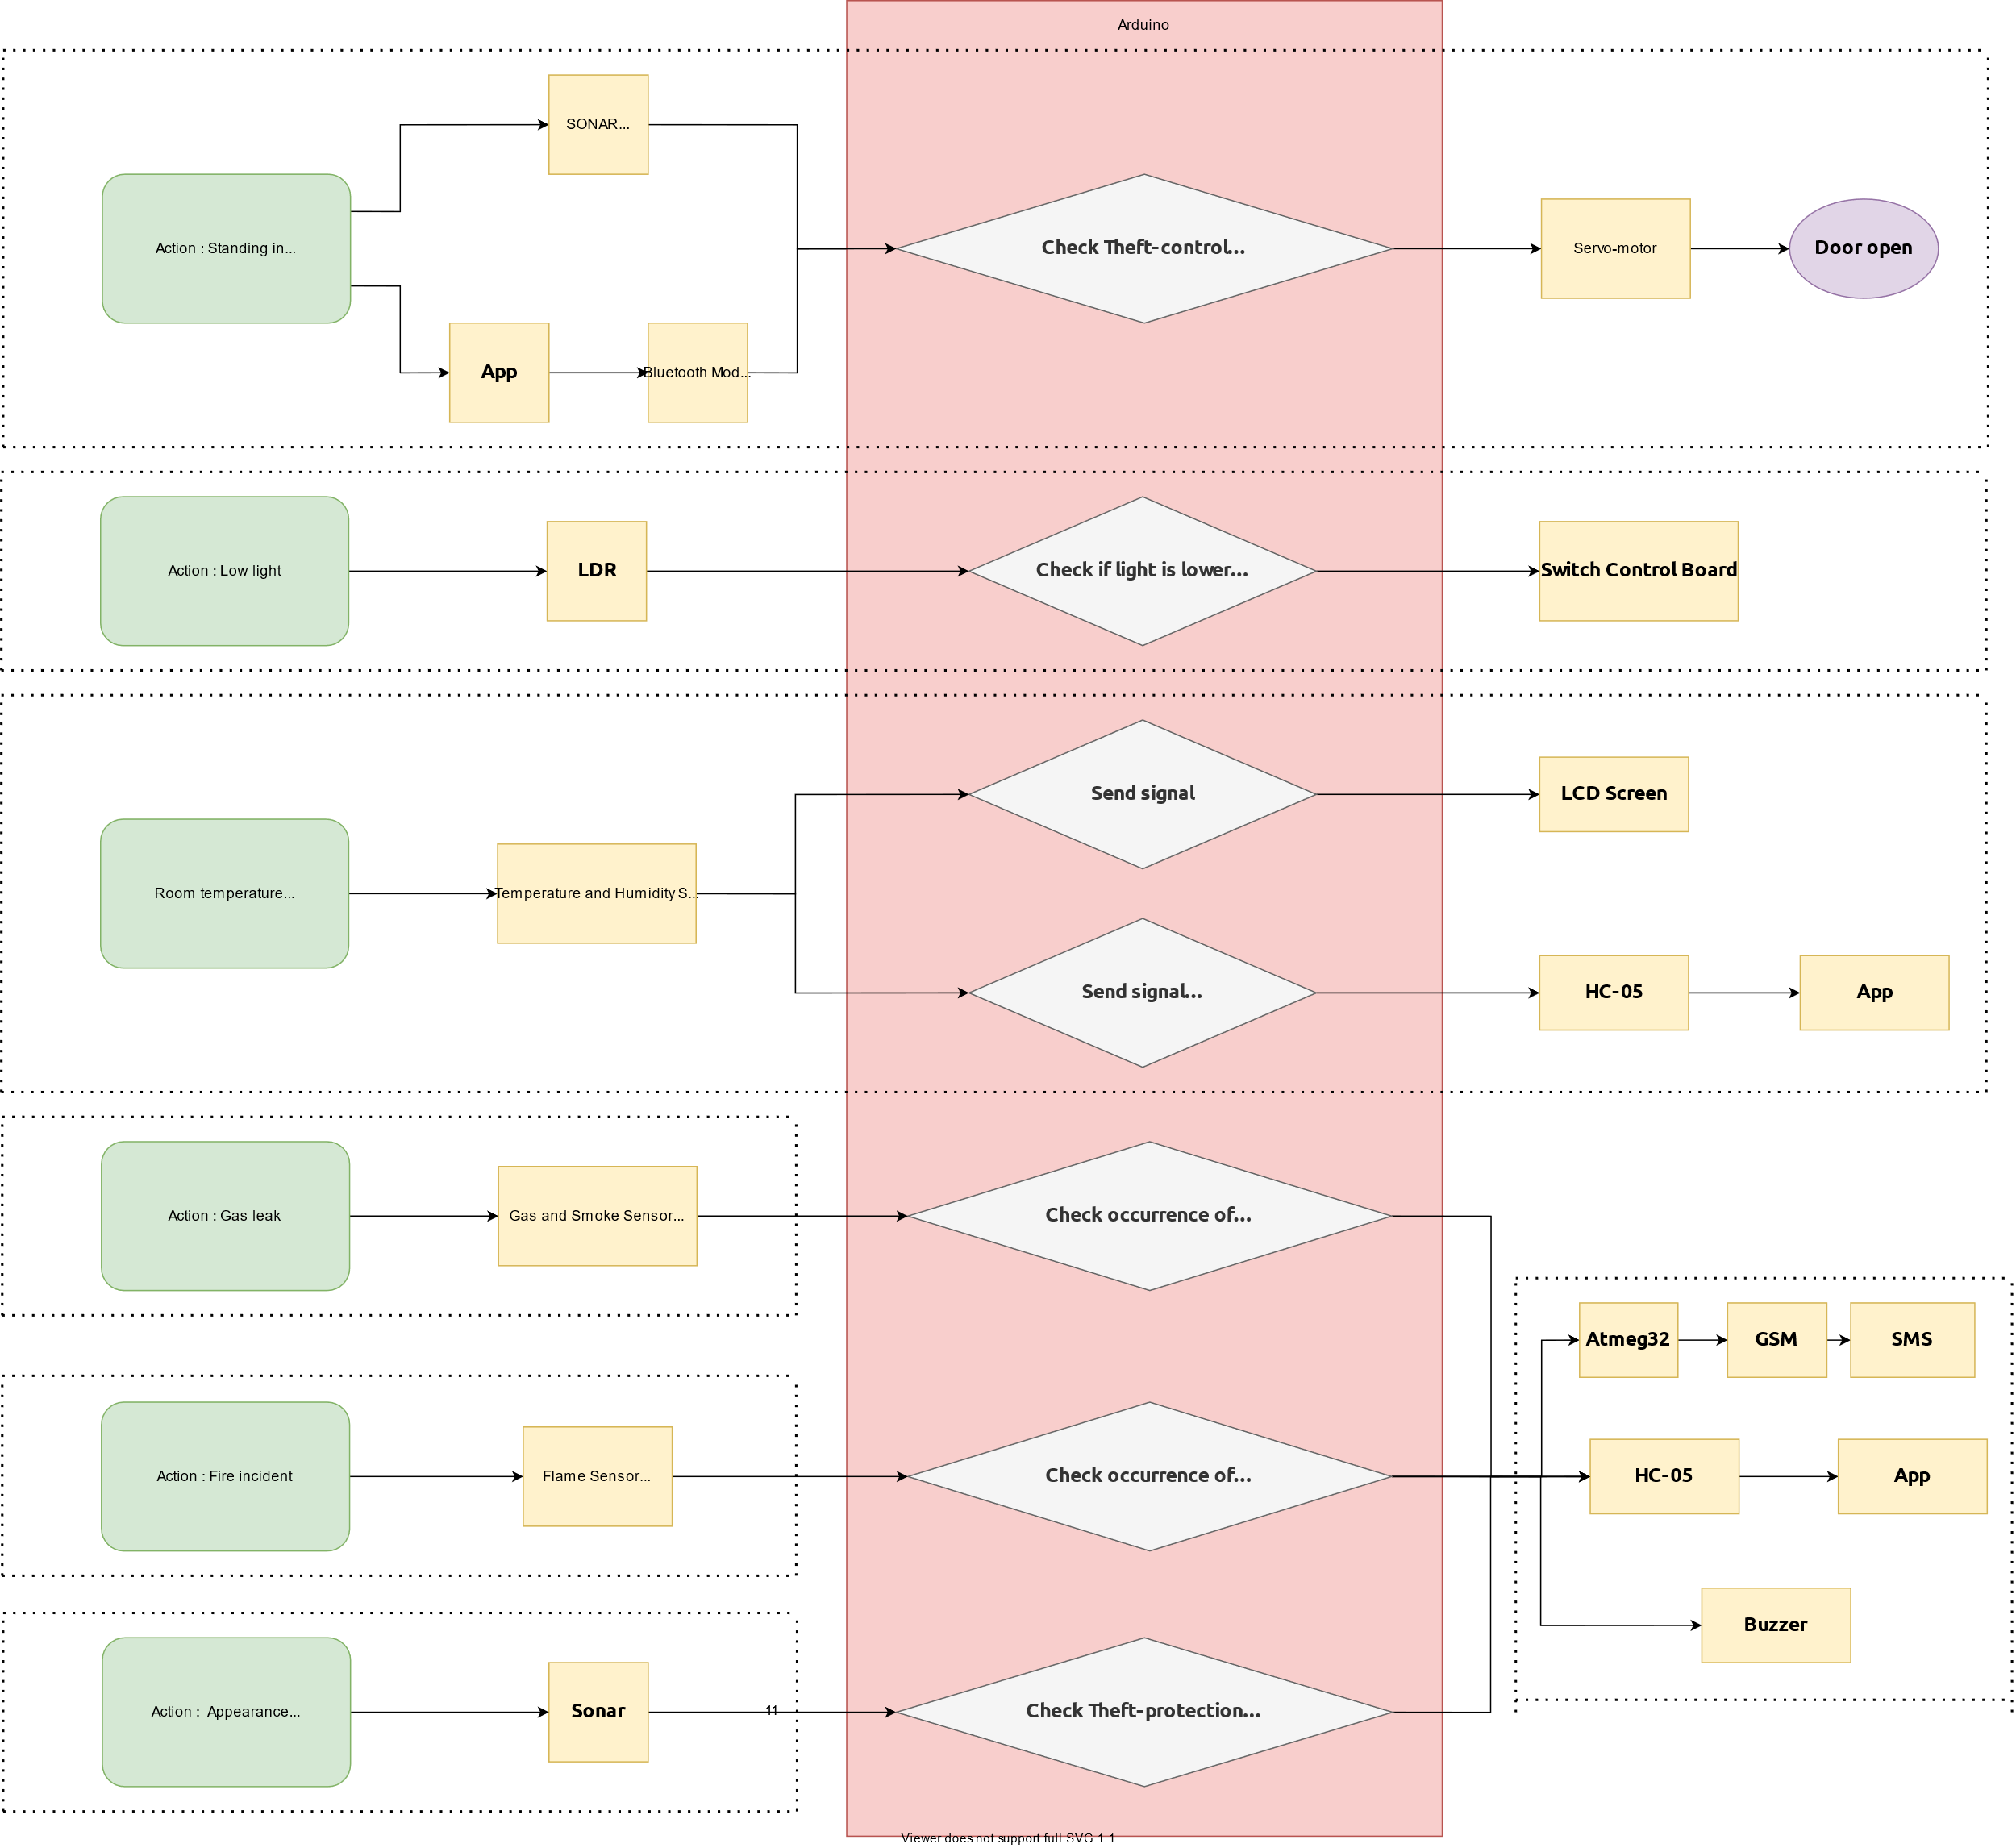 Arduino
SONAR...
Action : Standing in...
Check Theft-control...
Servo-motor
Door open
App
Bluetooth Mod...
Action : Low light
LDR
Check if light is lower...
Switch Control Board
Send signal
LCD Screen
Room temperature...
Temperature and Humidity S...
Send signal...
HC-05
App
Action : Gas leak
Gas and Smoke Sensor...
Check occurrence of...
Atmeg32
GSM
SMS
Action : Fire incident
Flame Sensor...
Check occurrence of...
HC-05
App
Buzzer
Action :  Appearance...
Sonar
11
Check Theft-protection...
Viewer does not support full SVG 1.1